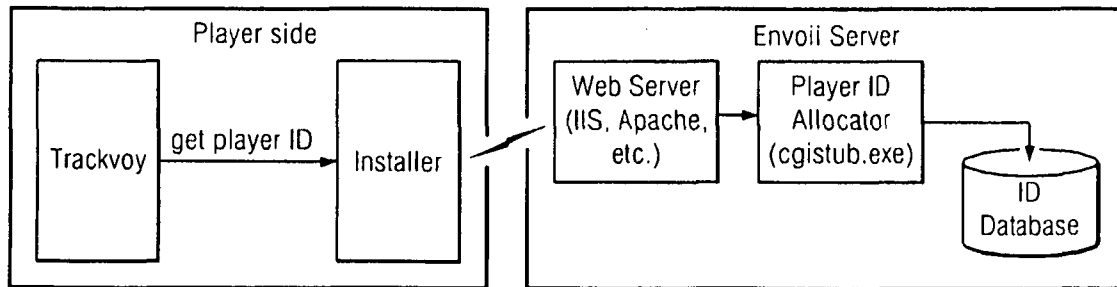 Player side
Trackvoy
get player ID
Installer
Envoii Server
Web Server
(IIS, Apache,
etc.)
Player ID
Allocator
(cgistub.exe)
ID
Database